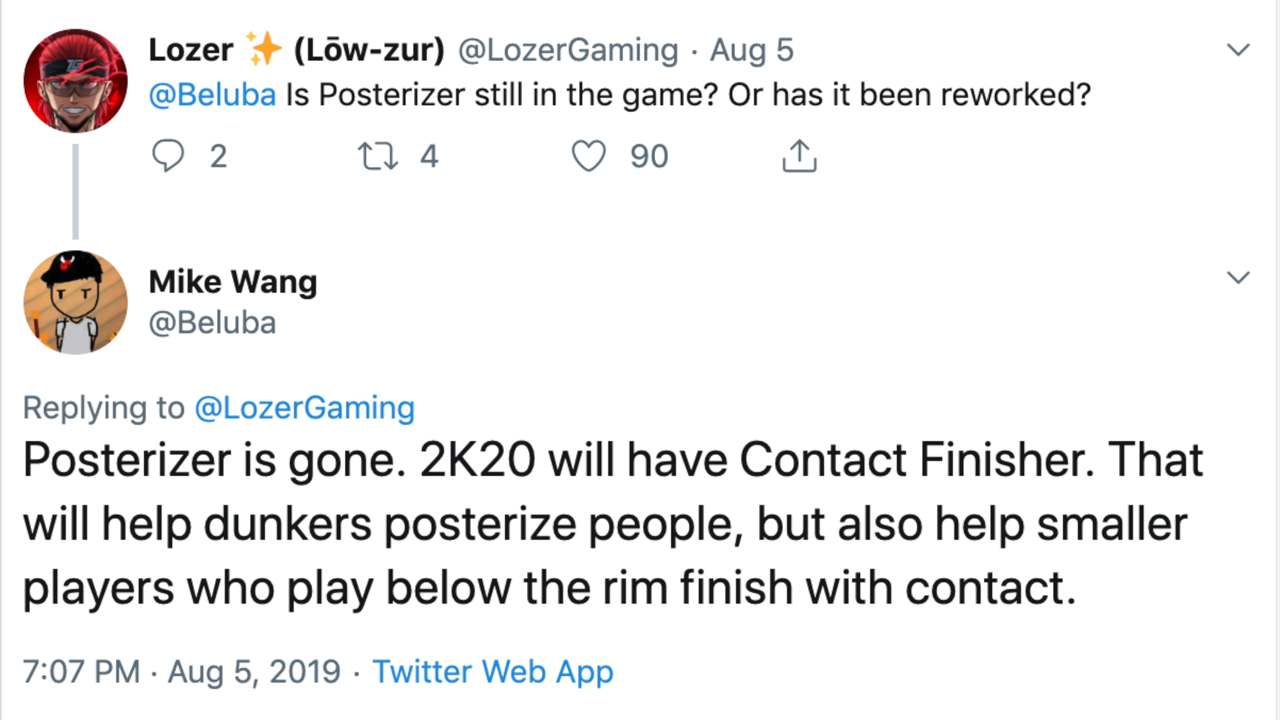 Lozer ✨ (Lōw-zur) @LozerGaming · Aug 5
@Beluba Is Posterizer still in the game? Or has it been reworked?
2 4 90
Mike Wang
@Beluba
Replying to @LozerGaming
Posterizer is gone. 2K20 will have Contact Finisher. That
will help dunkers posterize people, but also help smaller
players who play below the rim finish with contact.
7:07 PM · Aug 5, 2019 · Twitter Web App